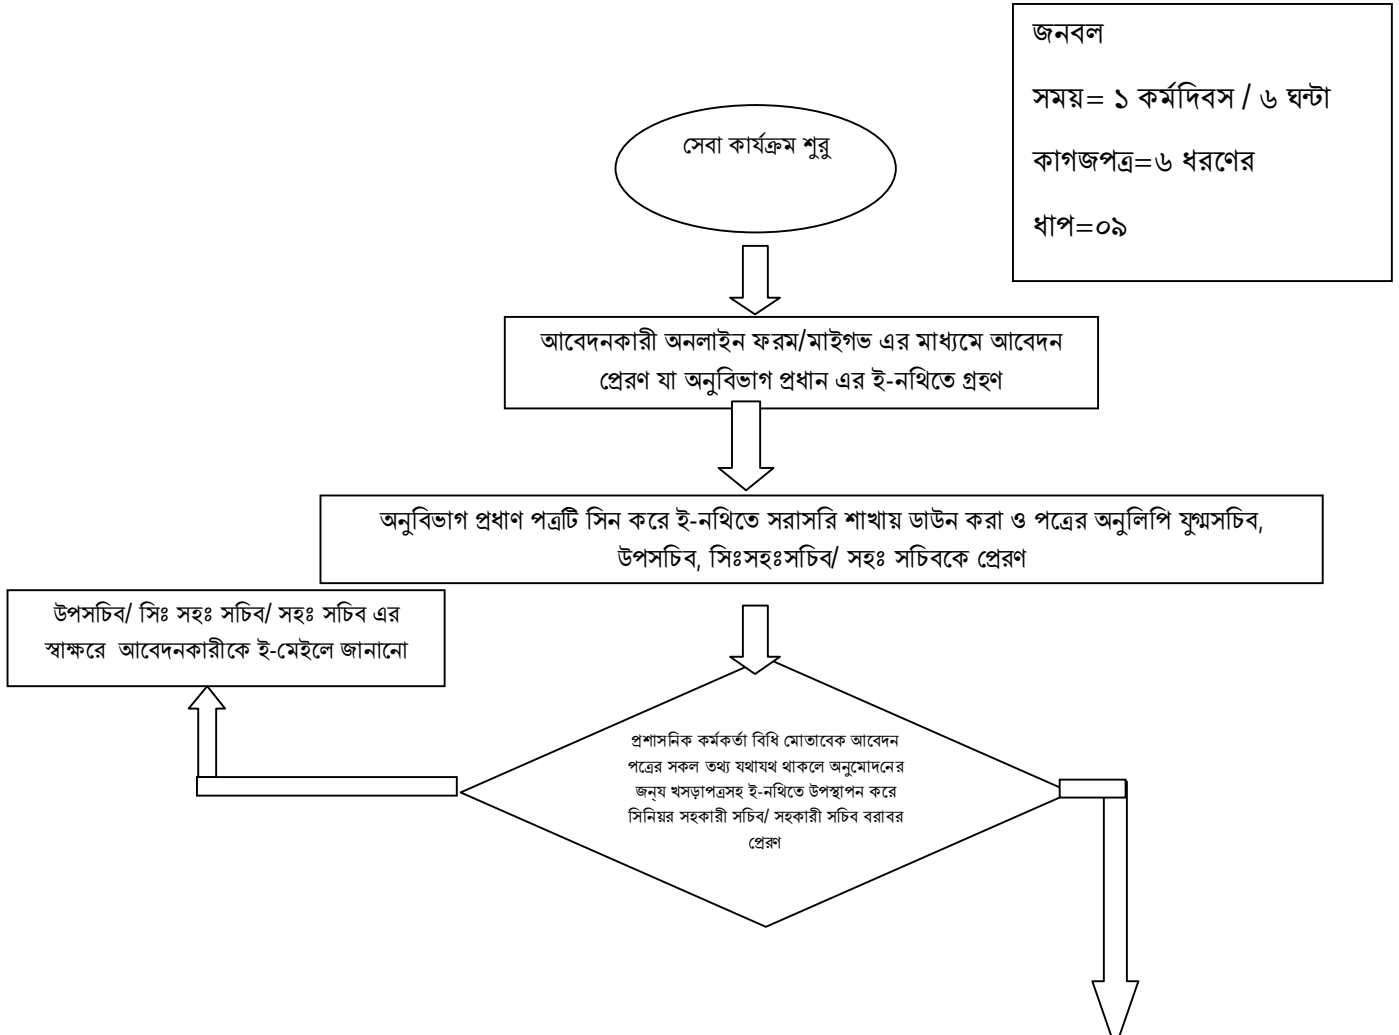 জনবল
সময়= ১ কর্মদিবস / ৬ ঘন্টা
কাগজপত্র=৬ ধরণের
ধাপ=০৯
সেবা কার্যক্রম শুরু
আবেদনকারী অনলাইন ফরম/মাইগভ এর মাধ্যমে আবেদন
প্রেরণ যা অনুবিভাগ প্রধান এর ই-নথিতে গ্রহণ
অনুবিভাগ প্রধাণ পত্রটি সিন করে ই-নথিতে সরাসরি শাখায় ডাউন করা ও পত্রের অনুলিপি যুগ্মসচিব,
উপসচিব, সিঃসহঃসচিব/ সহঃ সচিবকে প্রেরণ
উপসচিব/ সিঃ সহঃ সচিব/ সহঃ সচিব এর
স্বাক্ষরে আবেদনকারীকে ই-মেইলে জানানো
প্রশাসনিক কর্মকর্তা বিধি মোতাবেক আবেদন
পত্রের সকল তথ্য যথাযথ থাকলে অনুমোদনের
জন্‌য খসড়াপত্রসহ ই-নথিতে উপস্থাপন করে
সিনিয়র সহকারী সচিব/ সহকারী সচিব বরাবর
প্রেরণ